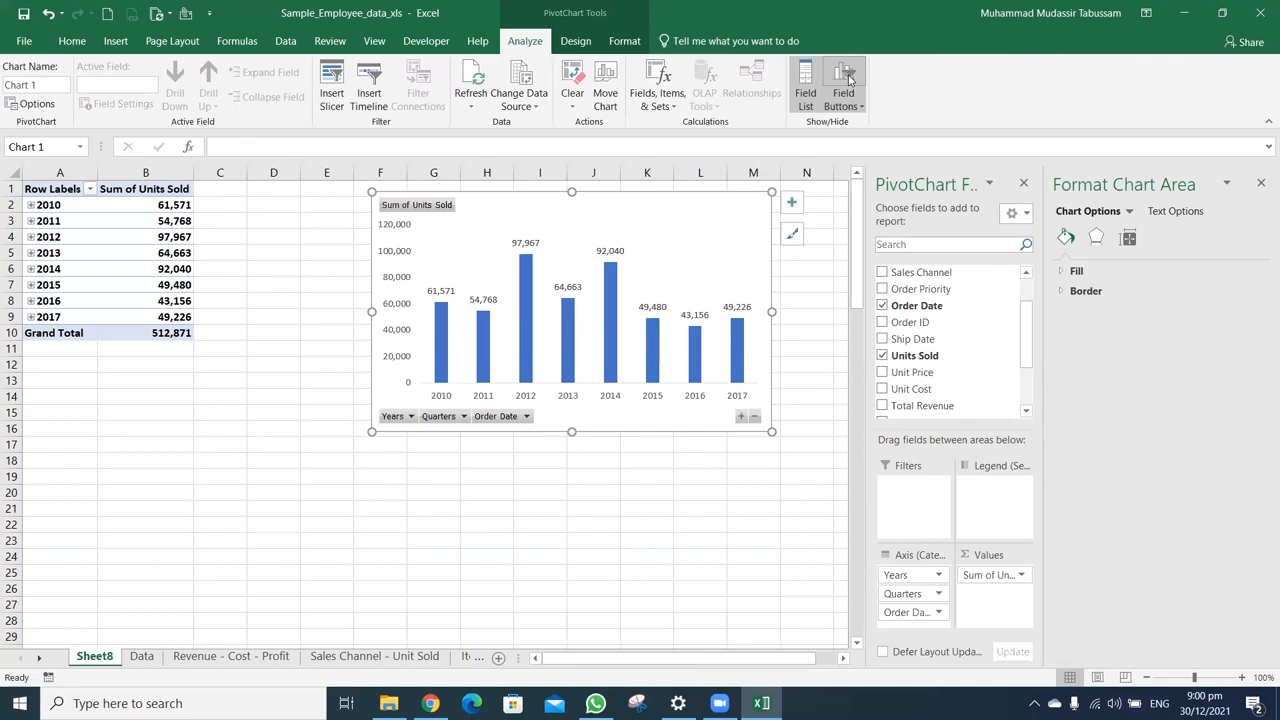 Sample_Employee_data_xls - Excel
PivotChart Tools
Muhammad Mudassir Tabussam
File Home Insert Page Layout Formulas Data Review View Developer Help Analyze Design Format Tell me what you want to do Share
Chart Name:
Chart 1
Options
PivotChart
Active Field:
Field Settings
Drill Down
Drill Up
Expand Field
Collapse Field
Active Field
Insert Slicer
Insert Timeline
Filter
Refresh
Change Data Source
Data
Clear
Move Chart
Actions
Fields, Items, & Sets
OLAP Tools
Relationships
Calculations
Field List
Field Buttons
Show/Hide
Chart 1
fx
A B C D E F G H I J K L M N
1 Row Labels Sum of Units Sold
2 2010 61,571
3 2011 54,768
4 2012 97,967
5 2013 64,663
6 2014 92,040
7 2015 49,480
8 2016 43,156
9 2017 49,226
10 Grand Total 512,871
11
12
13
14
15
16
17
18
19
20
21
22
23
24
25
26
27
28
29
Sum of Units Sold
120,000
100,000
80,000
60,000
40,000
20,000
0
61,571 54,768 97,967 64,663 92,040 49,480 43,156 49,226
2010 2011 2012 2013 2014 2015 2016 2017
Years Quarters Order Date
PivotChart F...
Choose fields to add to report:
Search
Sales Channel
Order Priority
Order Date
Order ID
Ship Date
Units Sold
Unit Price
Unit Cost
Total Revenue
Drag fields between areas below:
Filters
Legend (Se...
Axis (Cate...
Values
Years
Quarters
Order Da...
Sum of Un...
Defer Layout Upda...
Update
Format Chart Area
Chart Options Text Options
Fill
Border
Sheet8 Data Revenue - Cost - Profit Sales Channel - Unit Sold It ...
Ready
100%
Type here to search
9:00 pm
30/12/2021
2